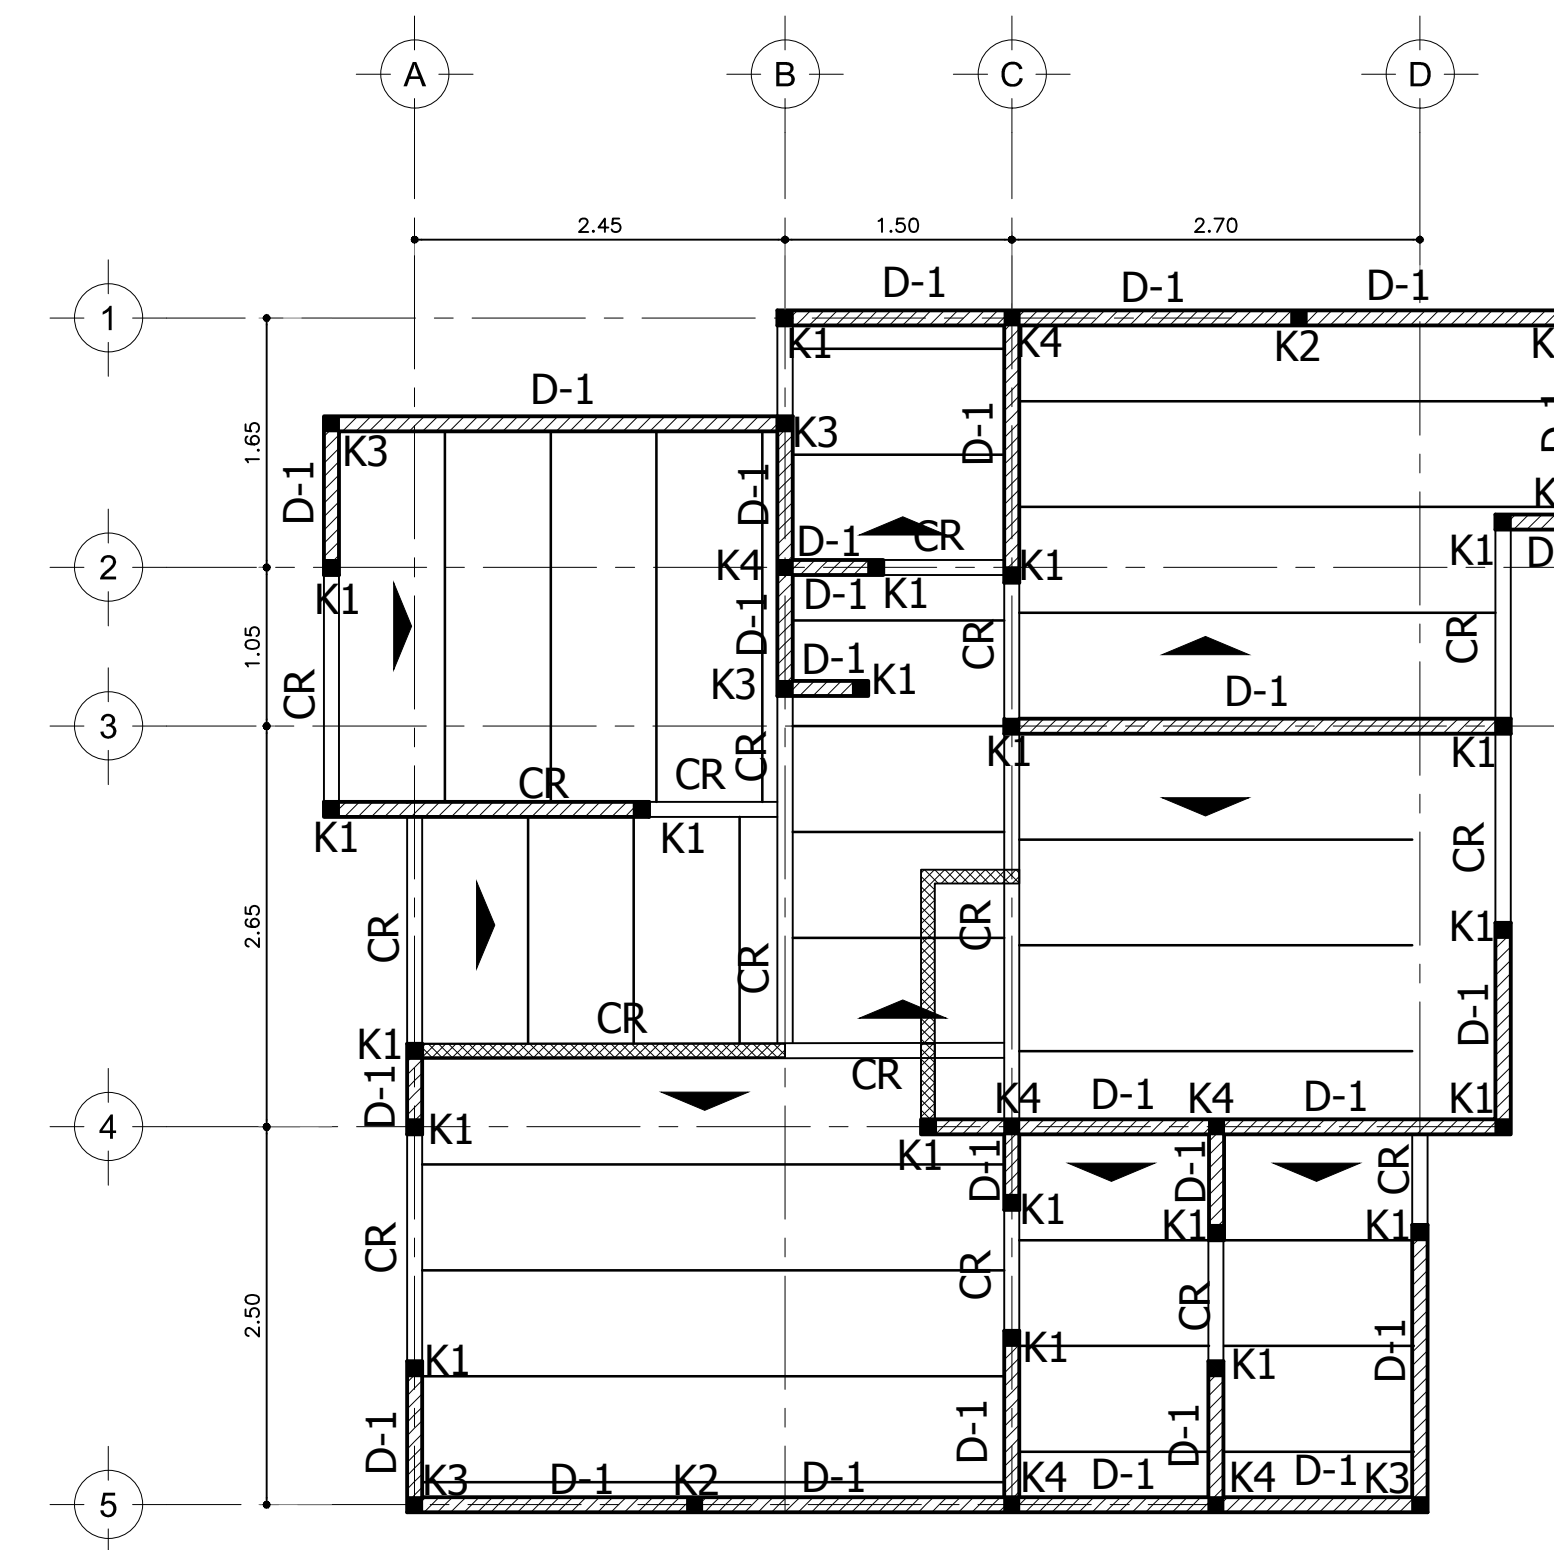 A B C D
2.45 1.50 2.70
D-1 D-1 D-1
1
K1 K4 K2 K
D-1
1.65 K3 D-1 D-1
K3
D-1 D-1 K
D-1 CR K1 D
2 K4 K1
K1 D-1 K1
1.05 D-1 CR CR
D-1 K1
CR K3 D-1
3
K1 K1
CR CR CR
K1 K1 CR
2.65 CR CR K1
CR
CR D-1
K1
CR
D-1 K4 D-1 K4 D-1 K1
4 K1
K1 D-1 D-1 CR
K1 K1 K1
CR CR
2.50 CR
K1 K1 K1 D-1
D-1 D-1 D-1
K3 D-1 K2 D-1 K4 D-1 K4 D-1 K3
5